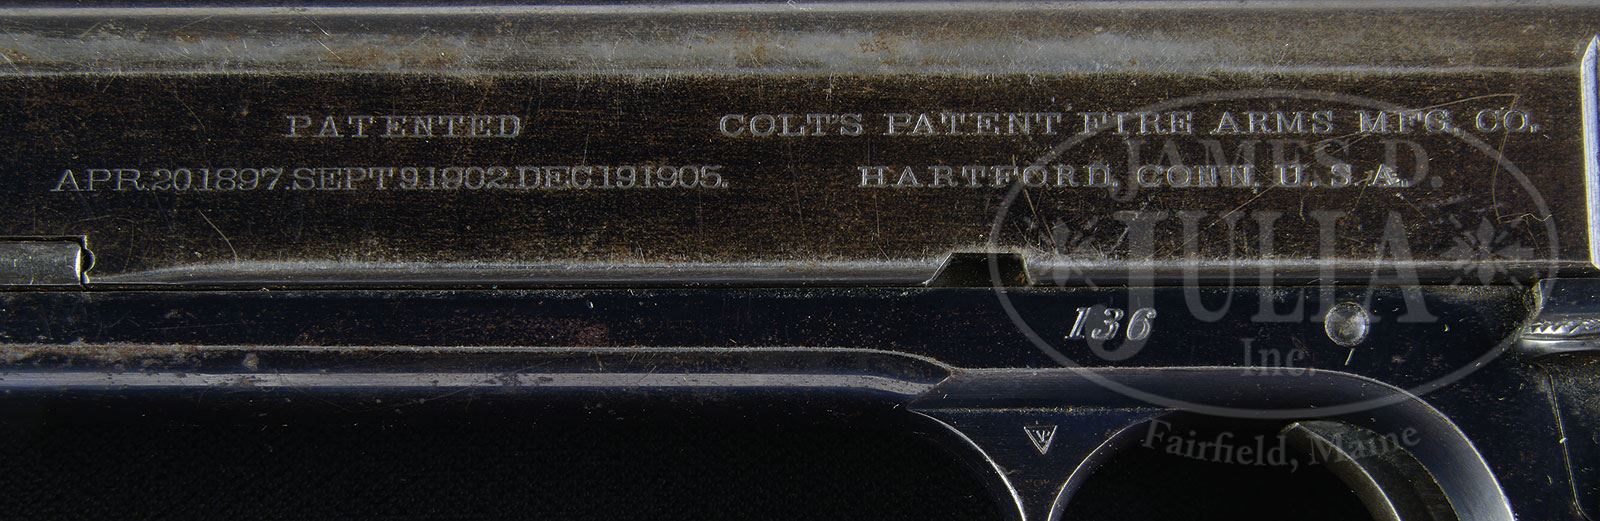 PATENTED
APR.20.1897.SEPT.9.1902.DEC.19.1905.
COLT'S PATENT FIRE ARMS MFG. CO.
HARTFORD, CONN, U.S.A.
136
JAMES D.
JULIA
Inc.
Fairfield, Maine